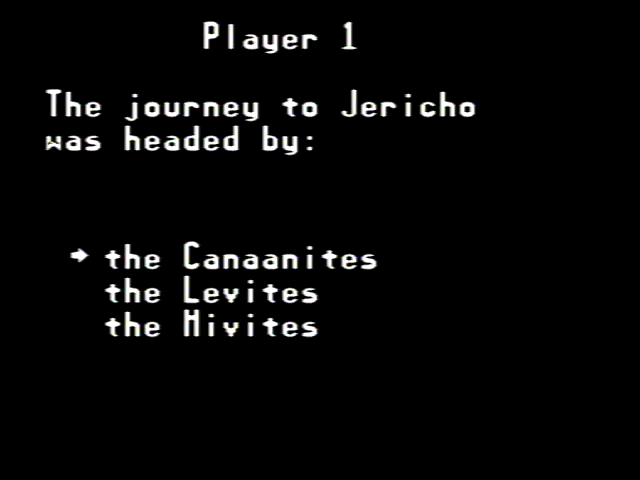 Player 1
The journey to Jericho
was headed by:
the Canaanites
the Levites
the Hivites